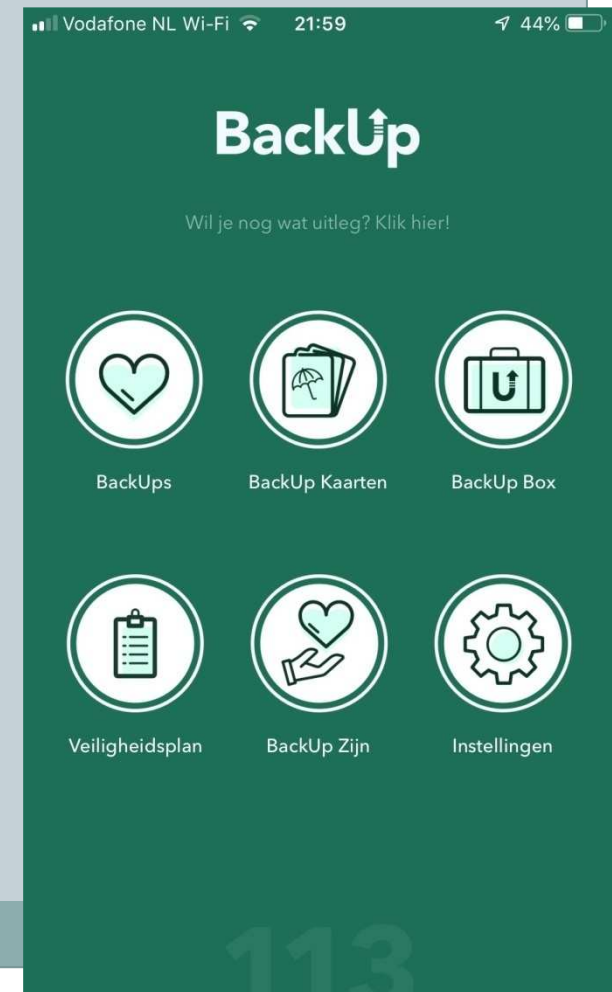 Vodafone NL Wi-Fi 21:59 44%
BackUp
Wil je nog wat uitleg? Klik hier!
U
BackUps BackUp Kaarten BackUp Box
Veiligheidsplan BackUp Zijn Instellingen
113